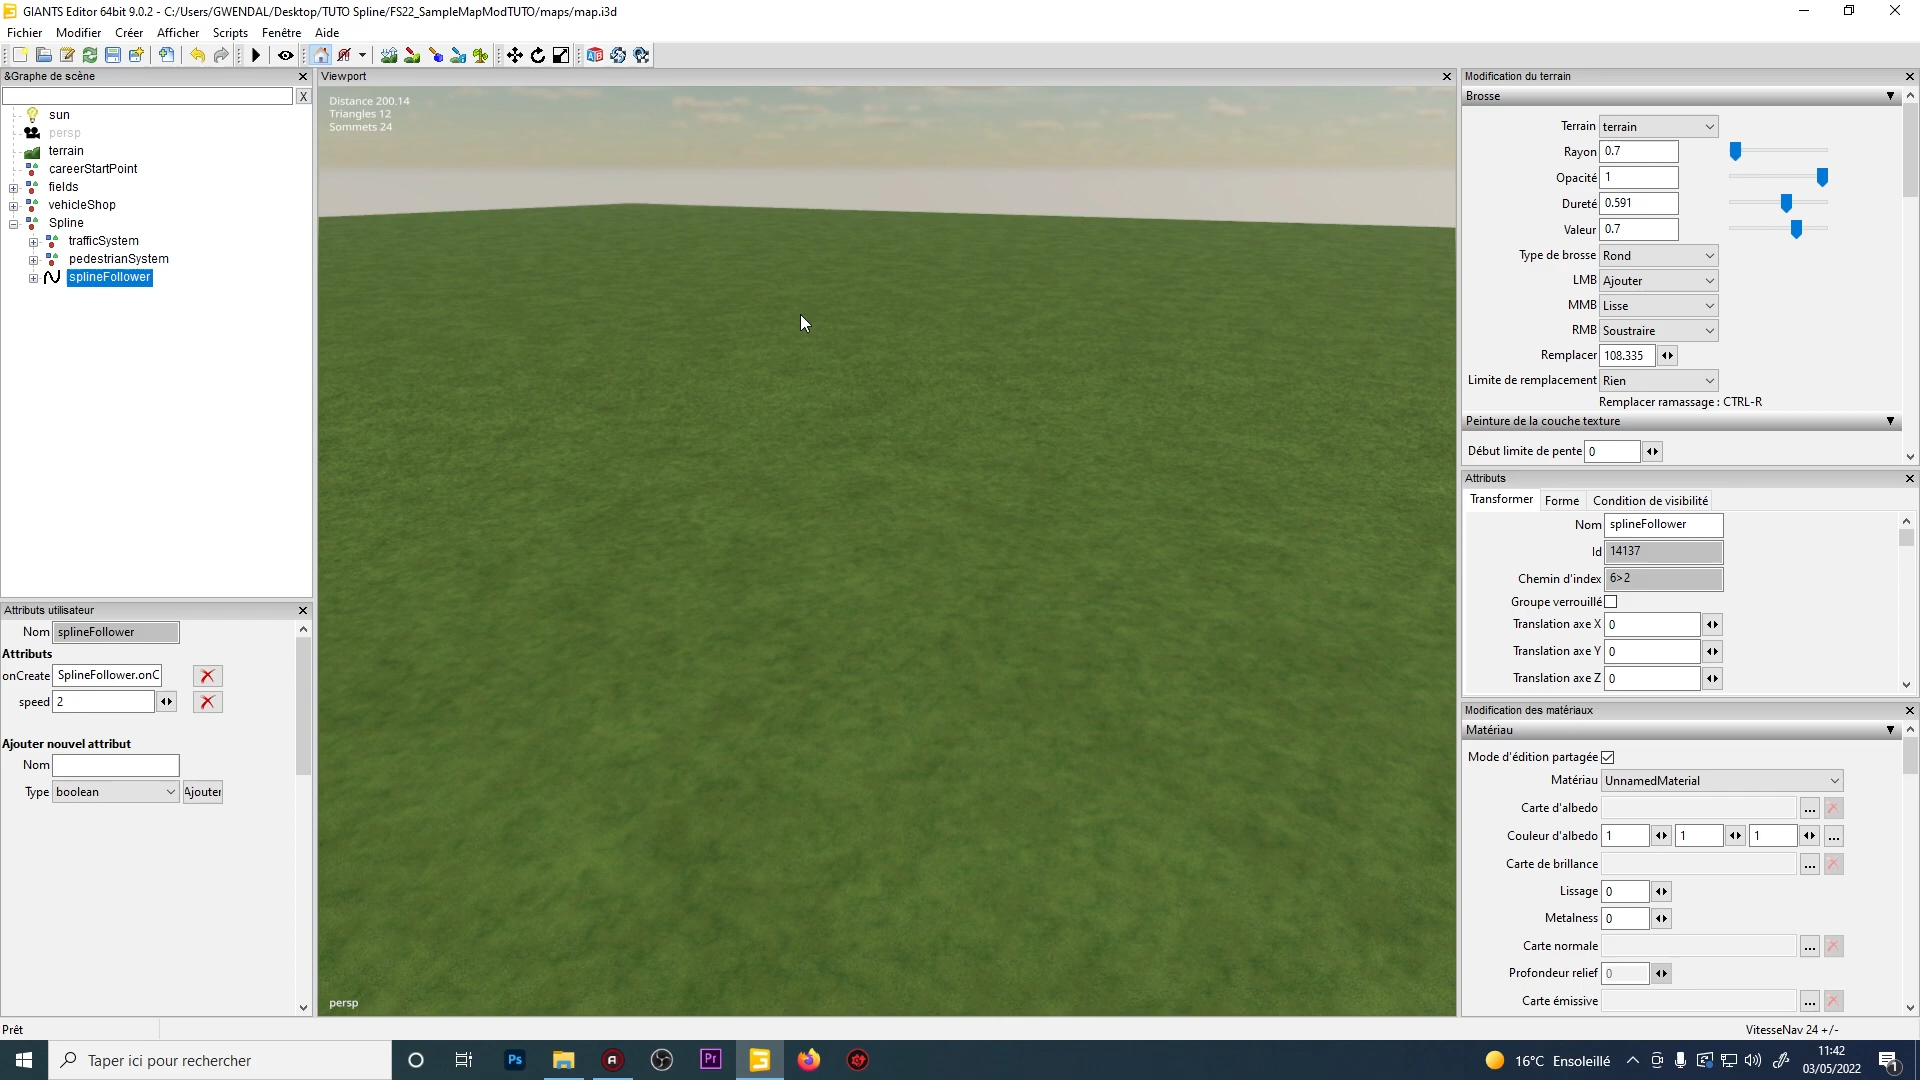 GIANTS Editor 64bit 9.0.2 - C:/Users/GWENDAL/Desktop/TUTO Spline/FS22_SampleMapModTUTO/maps/map.i3d
Fichier Modifier Créer Afficher Scripts Fenêtre Aide
&Graphe de scène
X
sun
persp
terrain
careerStartPoint
fields
vehicleShop
Spline
trafficSystem
pedestrianSystem
splineFollower
Attributs utilisateur
Nom splineFollower
Attributs
onCreate SplineFollower.onC
speed 2
Ajouter nouvel attribut
Nom
Type boolean Ajouter
Viewport
Distance 200.14
Triangles 12
Sommets 24
persp
Modification du terrain
Brosse
Terrain terrain
Rayon 0.7
Opacité 1
Dureté 0.591
Valeur 0.7
Type de brosse Rond
LMB Ajouter
MMB Lisse
RMB Soustraire
Remplacer 108.335
Limite de remplacement Rien
Remplacer ramassage : CTRL-R
Peinture de la couche texture
Début limite de pente 0
Attributs
Transformer Forme Condition de visibilité
Nom splineFollower
Id 14137
Chemin d'index 6>2
Groupe verrouillé
Translation axe X 0
Translation axe Y 0
Translation axe Z 0
Modification des matériaux
Matériau
Mode d'édition partagée
Matériau UnnamedMaterial
Carte d'albedo ...
Couleur d'albedo 1 1 1 ...
Carte de brillance ...
Lissage 0
Metalness 0
Carte normale ...
Profondeur relief 0
Carte émissive ...
Prêt
VitesseNav 24 +/-
Taper ici pour rechercher
Ps
Pr
16°C Ensoleillé
11:42
03/05/2022
1